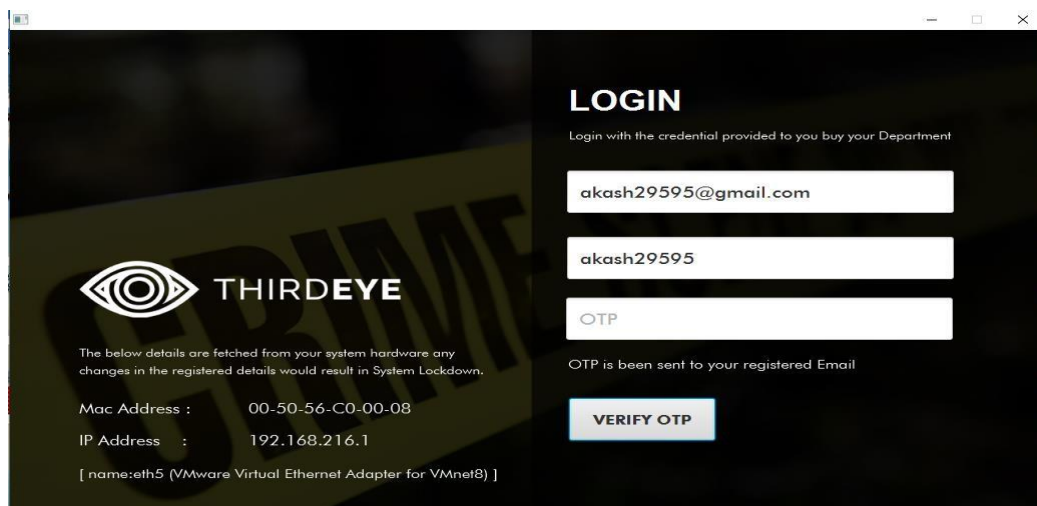 CRIME
THIRDEYE
The below details are fetched from your system hardware any
changes in the registered details would result in System Lockdown.
Mac Address : 00-50-56-C0-00-08
IP Address : 192.168.216.1
[ name:eth5 (VMware Virtual Ethernet Adapter for VMnet8) ]
LOGIN
Login with the credential provided to you buy your Department
akash29595@gmail.com
akash29595
OTP
OTP is been sent to your registered Email
VERIFY OTP